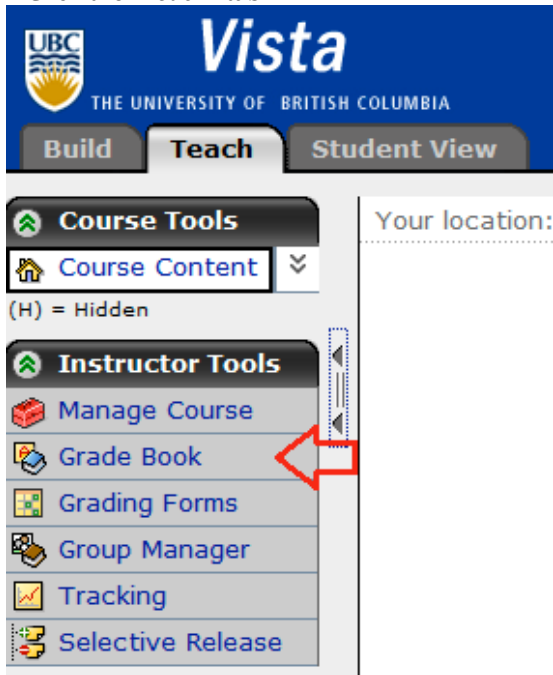 UBC
Vista
THE UNIVERSITY OF BRITISH COLUMBIA
Build Teach Student View
Course Tools
Your location:
Course Content
(H) = Hidden
Instructor Tools
Manage Course
Grade Book
Grading Forms
Group Manager
Tracking
Selective Release